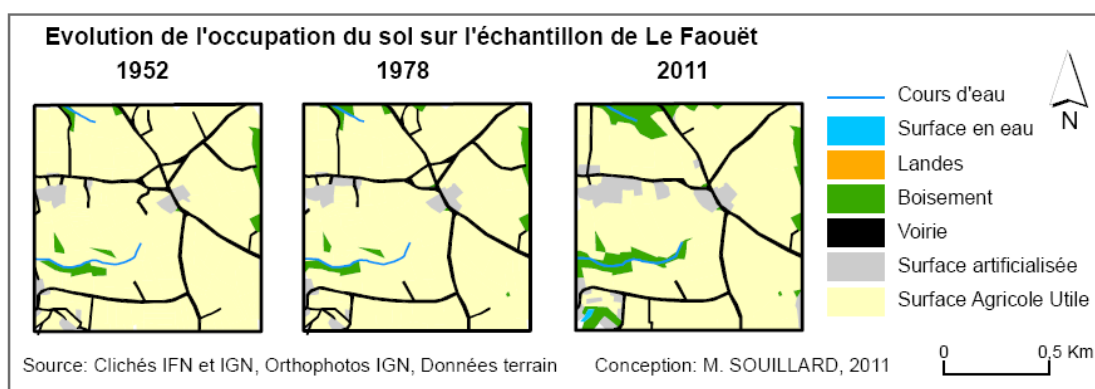 Evolution de l'occupation du sol sur l'échantillon de Le Faouët
1952
1978
2011
Cours d'eau
Surface en eau
Landes
Boisement
Voirie
Surface artificialisée
Surface Agricole Utile
N
Source: Clichés IFN et IGN, Orthophotos IGN, Données terrain
Conception: M. SOUILLARD, 2011
0
0,5 Km